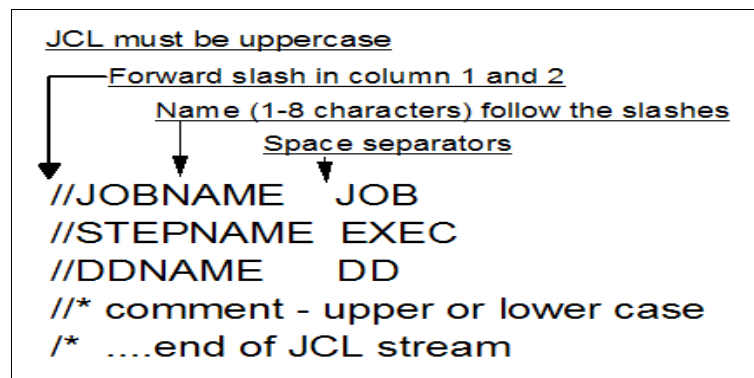 JCL must be uppercase
Forward slash in column 1 and 2
Name (1-8 characters) follow the slashes
Space separators
//JOBNAME JOB
//STEPNAME EXEC
//DDNAME DD
//* comment - upper or lower case
/* ....end of JCL stream